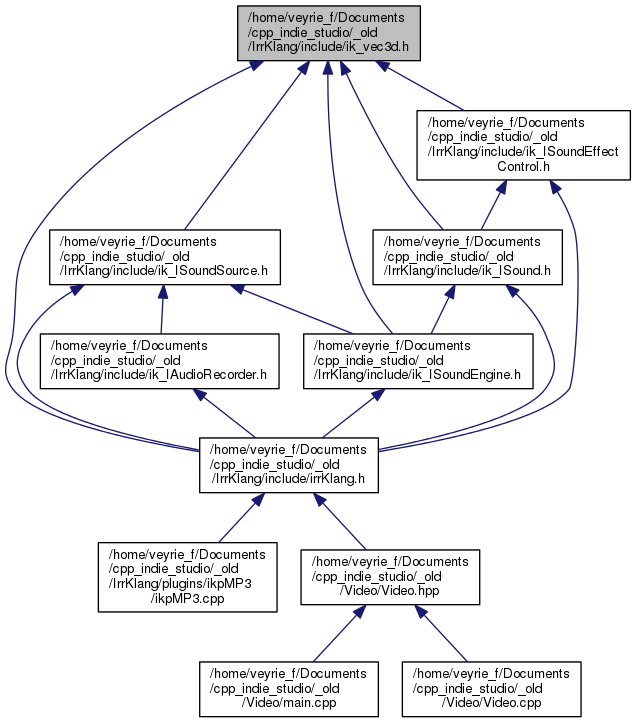 /home/veyrie_f/Documents
/cpp_indie_studio/_old
/IrrKlang/include/ik_vec3d.h
/home/veyrie_f/Documents
/cpp_indie_studio/_old
/IrrKlang/include/ik_ISoundEffect
Control.h
/home/veyrie_f/Documents
/cpp_indie_studio/_old
/IrrKlang/include/ik_ISoundSource.h
/home/veyrie_f/Documents
/cpp_indie_studio/_old
/IrrKlang/include/ik_ISound.h
/home/veyrie_f/Documents
/cpp_indie_studio/_old
/IrrKlang/include/ik_IAudioRecorder.h
/home/veyrie_f/Documents
/cpp_indie_studio/_old
/IrrKlang/include/ik_ISoundEngine.h
/home/veyrie_f/Documents
/cpp_indie_studio/_old
/IrrKlang/include/irrKlang.h
/home/veyrie_f/Documents
/cpp_indie_studio/_old
/IrrKlang/plugins/ikpMP3
/ikpMP3.cpp
/home/veyrie_f/Documents
/cpp_indie_studio/_old
/Video/Video.hpp
/home/veyrie_f/Documents
/cpp_indie_studio/_old
/Video/main.cpp
/home/veyrie_f/Documents
/cpp_indie_studio/_old
/Video/Video.cpp